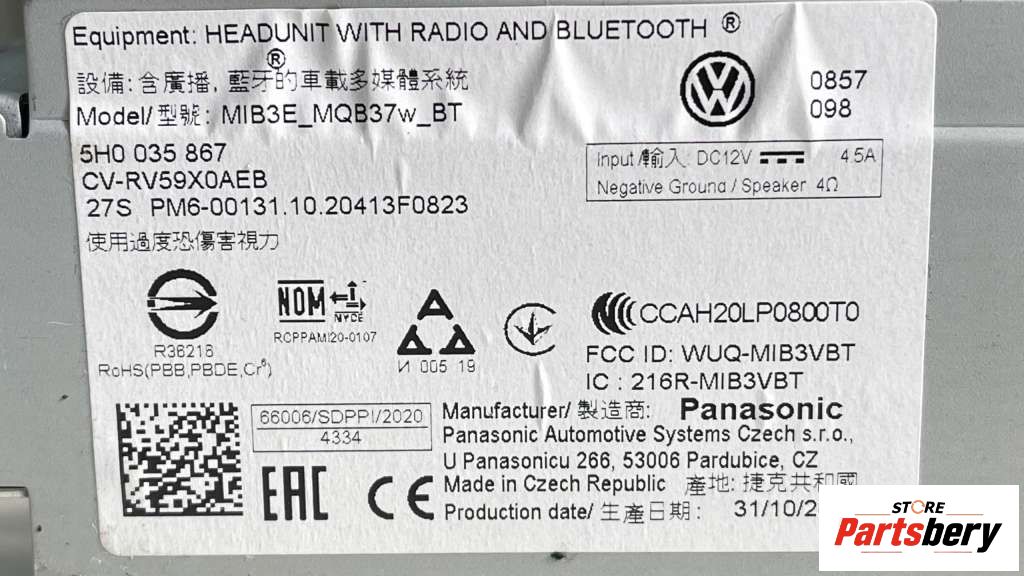 Equipment: HEADUNIT WITH RADIO AND BLUETOOTH ®
設備: 含廣播, 藍牙®的車載多媒體系統
Model/型號: MIB3E_MQB37w_BT
0857
098
5H0 035 867
CV-RV59X0AEB
27S PM6-00131.10.20413F0823
使用過度恐傷害視力
Input/輸入: DC12V 4.5A
Negative Ground / Speaker 4Ω
R36218
RoHS(PBB,PBDE,Cr⁶)
NOM
NYCE
RCPPAMI20-0107
И 005 19
CCAH20LP0800T0
FCC ID: WUQ-MIB3VBT
IC : 216R-MIB3VBT
66006/SDPPI/2020
4334
EAC CE
Manufacturer/ 製造商: Panasonic
Panasonic Automotive Systems Czech s.r.o.,
U Panasonicu 266, 53006 Pardubice, CZ
Made in Czech Republic 產地: 捷克共和國
Production date/ 生產日期: 31/10/2
STORE
Partsbery